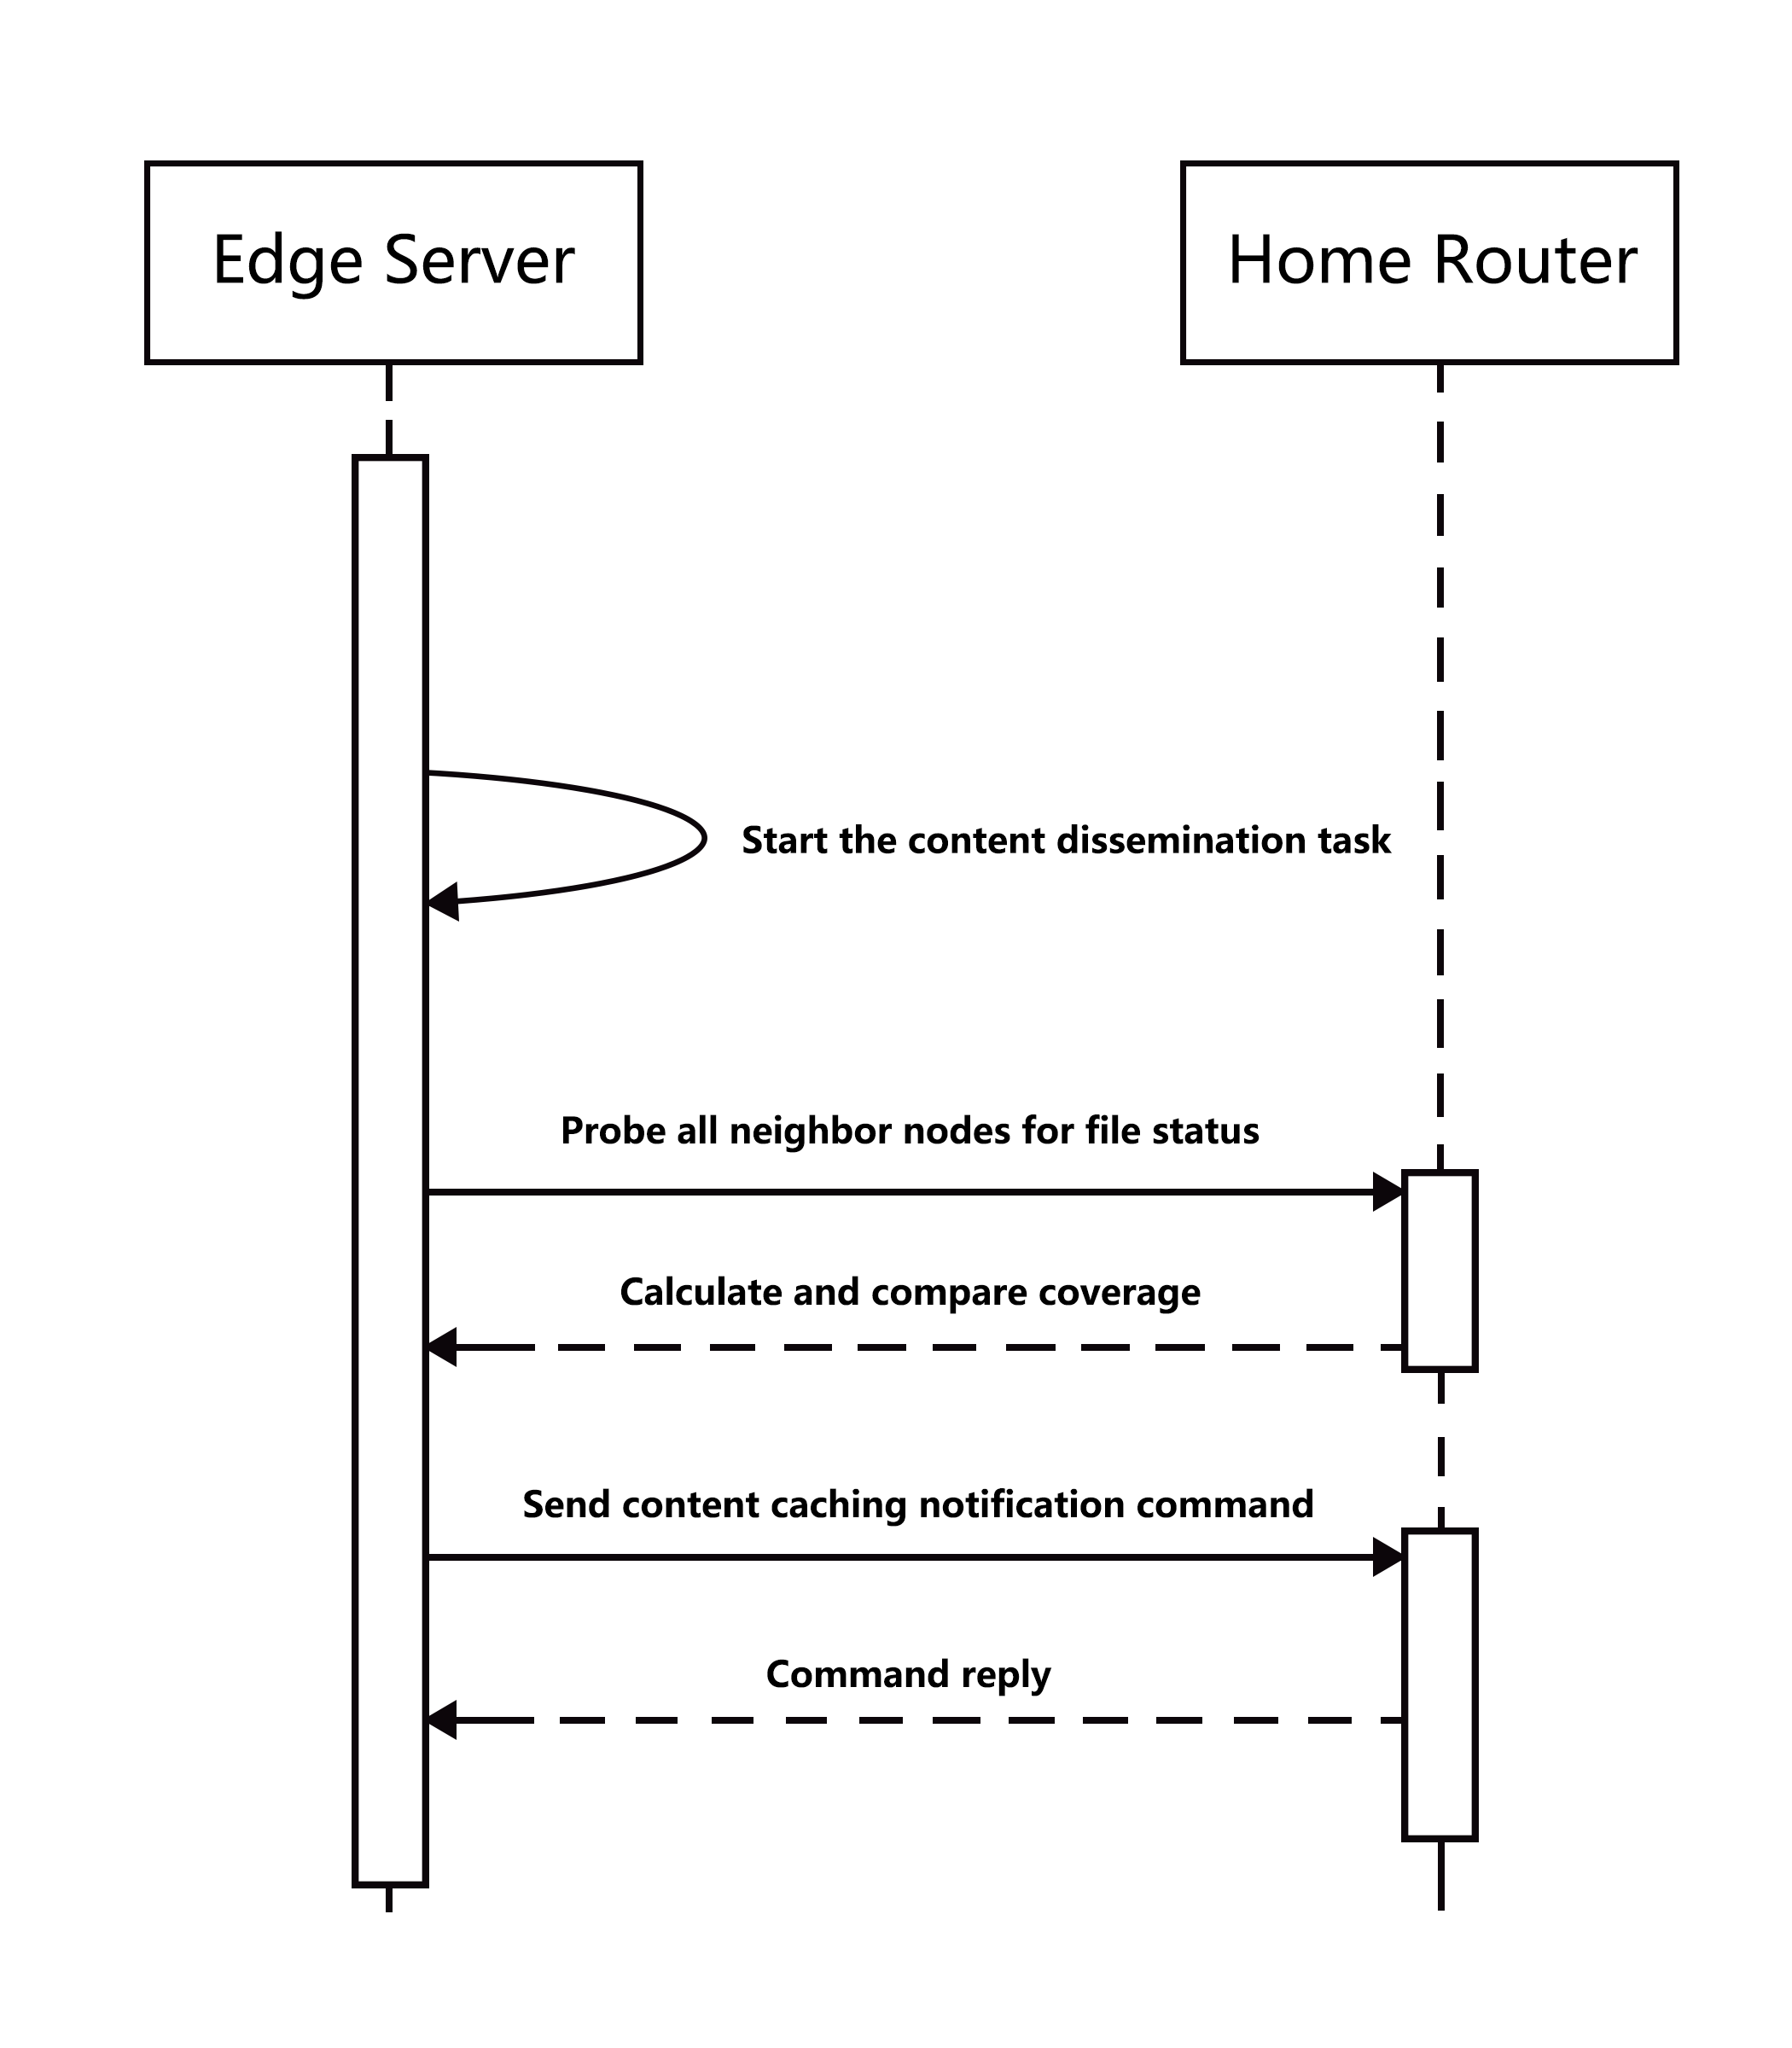 Edge Server
Home Router
Start the content dissemination task
Probe all neighbor nodes for file status
Calculate and compare coverage
Send content caching notification command
Command reply